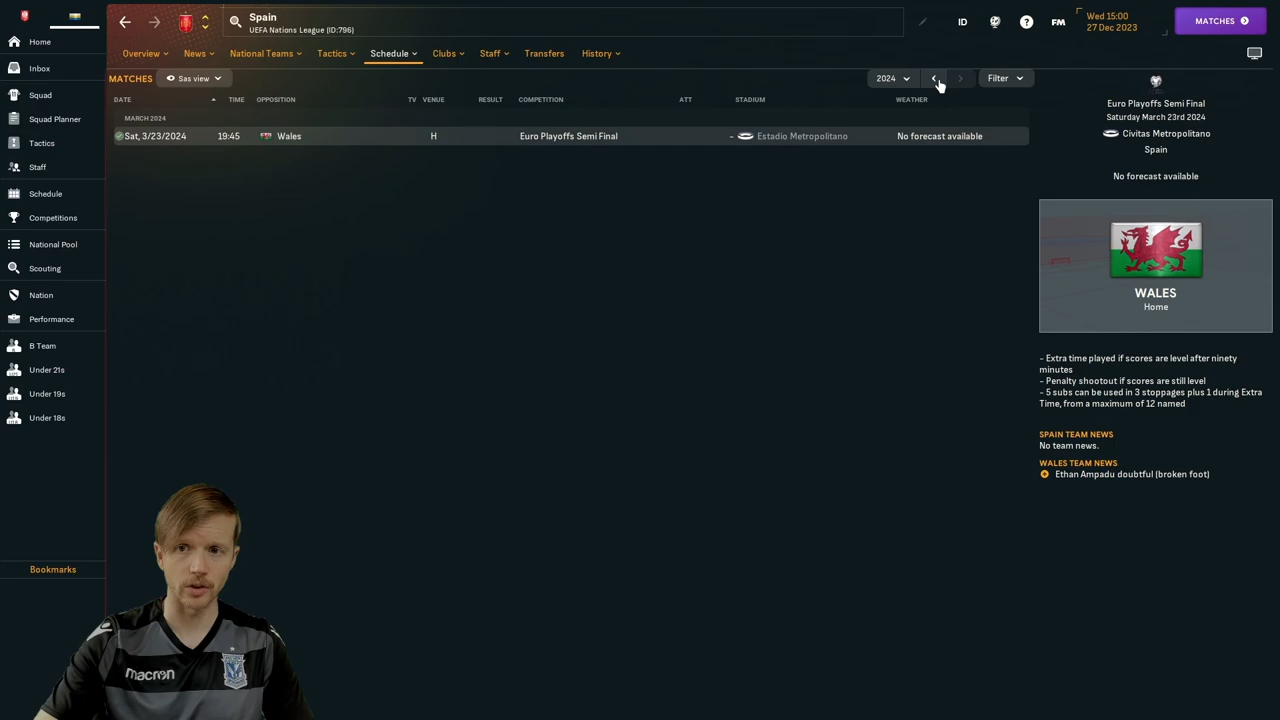 Spain
UEFA Nations League (ID:796)
ID
?
FM
Wed 15:00
27 Dec 2023
MATCHES
Home
Inbox
Squad
Squad Planner
Tactics
Staff
Schedule
Competitions
National Pool
Scouting
Nation
Performance
B Team
Under 21s
Under 19s
Under 18s
Bookmarks
Overview
News
National Teams
Tactics
Schedule
Clubs
Staff
Transfers
History
MATCHES
Sas view
2024
Filter
DATE TIME OPPOSITION TV VENUE RESULT COMPETITION ATT STADIUM WEATHER
MARCH 2024
Sat, 3/23/2024 19:45 Wales H Euro Playoffs Semi Final - Estadio Metropolitano No forecast available
Euro Playoffs Semi Final
Saturday March 23rd 2024
Civitas Metropolitano
Spain
No forecast available
WALES
Home
- Extra time played if scores are level after ninety
minutes
- Penalty shootout if scores are still level
- 5 subs can be used in 3 stoppages plus 1 during Extra
Time, from a maximum of 12 named
SPAIN TEAM NEWS
No team news.
WALES TEAM NEWS
Ethan Ampadu doubtful (broken foot)
macron